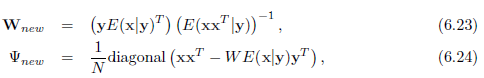 W_new = (yE(x|y)^T) (E(xx^T|y))^{-1}, (6.23)
Ψ_new = 1/N diagonal (xx^T − WE(x|y)y^T), (6.24)